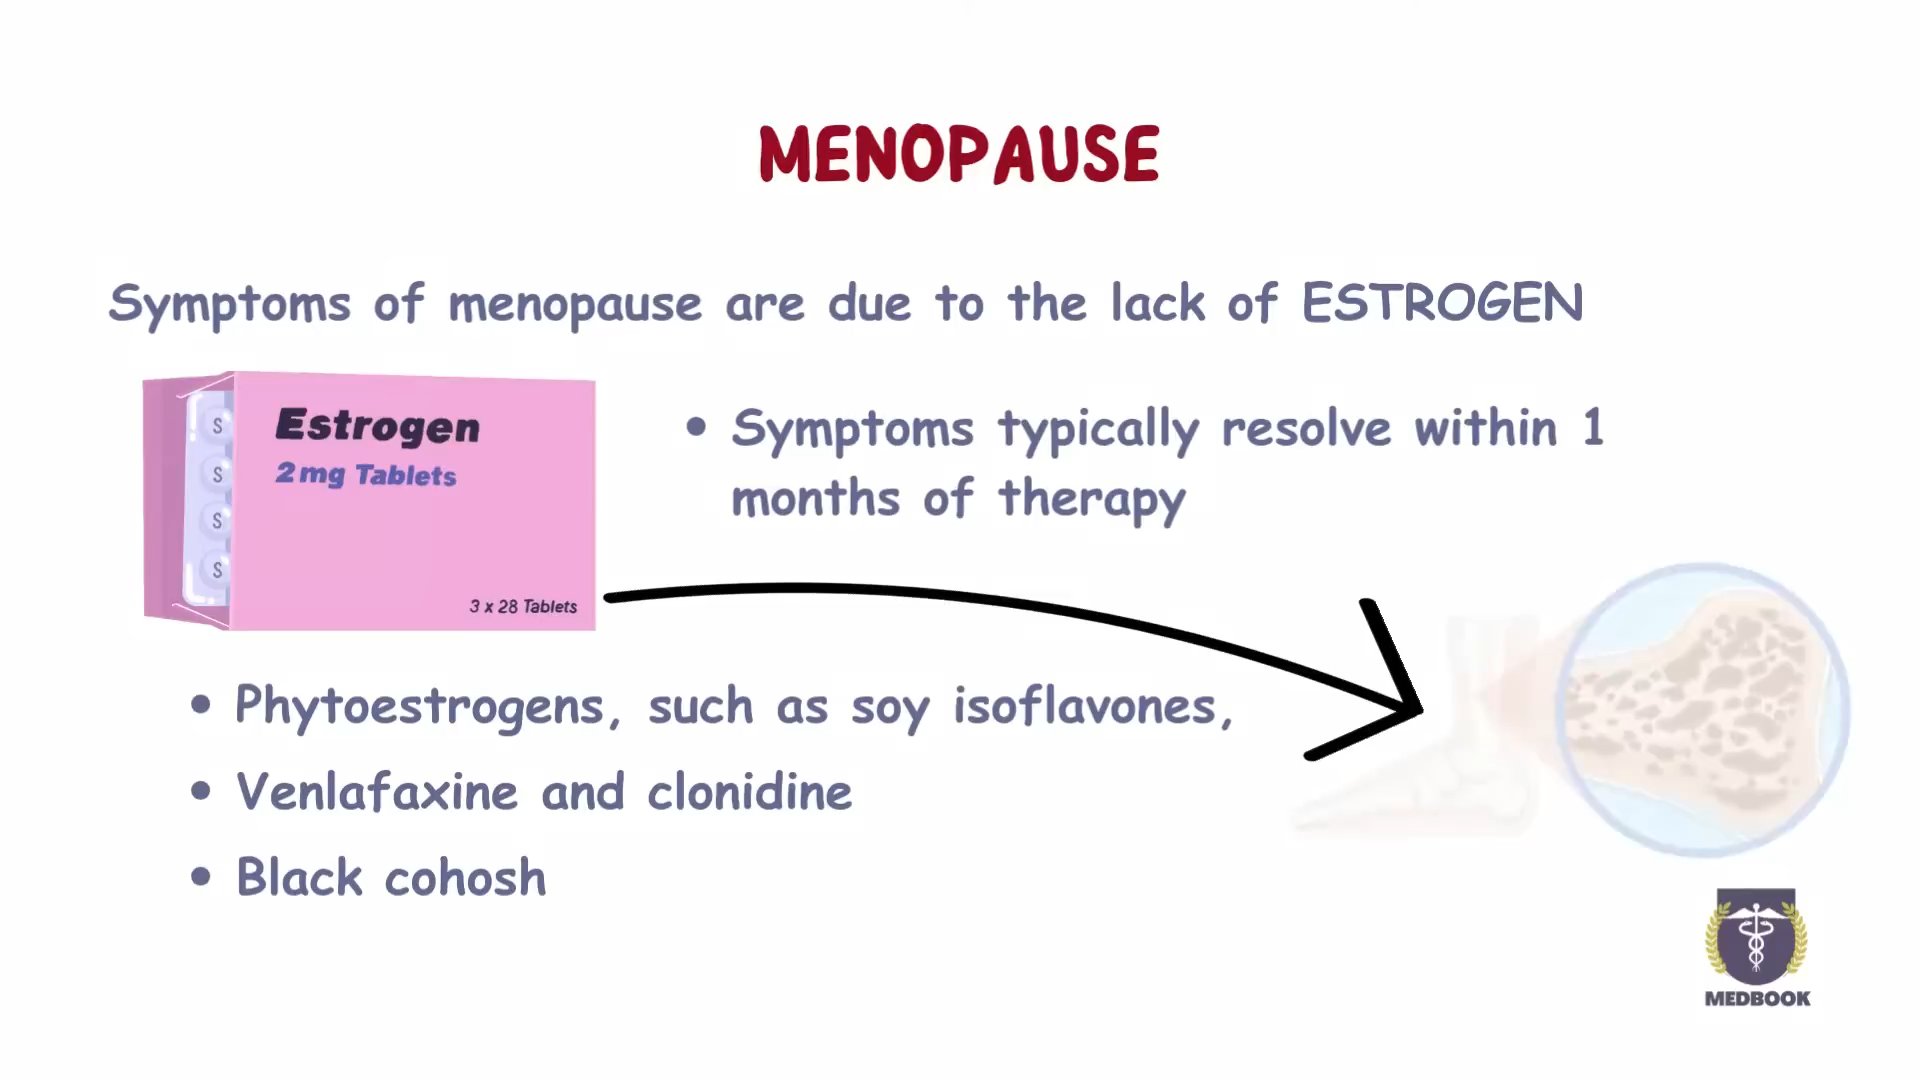 MENOPAUSE
Symptoms of menopause are due to the lack of ESTROGEN
Estrogen
2mg Tablets
S
S
S
S
3 x 28 Tablets
• Symptoms typically resolve within 1
months of therapy
• Phytoestrogens, such as soy isoflavones,
• Venlafaxine and clonidine
• Black cohosh
MEDBOOK